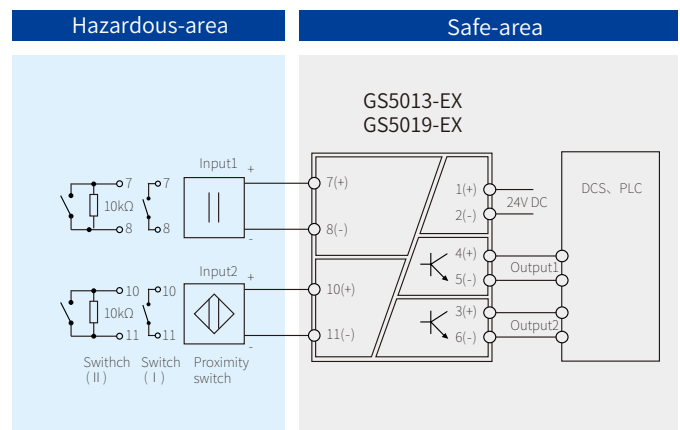 Hazardous-area
Safe-area
GS5013-EX
GS5019-EX
Input1
+
-
7
7
10kΩ
8
8
7(+)
8(-)
1(+)
2(-)
24V DC
DCS、PLC
4(+)
5(-)
Output1
Input2
+
-
10
10
10kΩ
11
11
10(+)
11(-)
3(+)
6(-)
Output2
Swithch
(Ⅱ)
Switch
(Ⅰ)
Proximity
switch